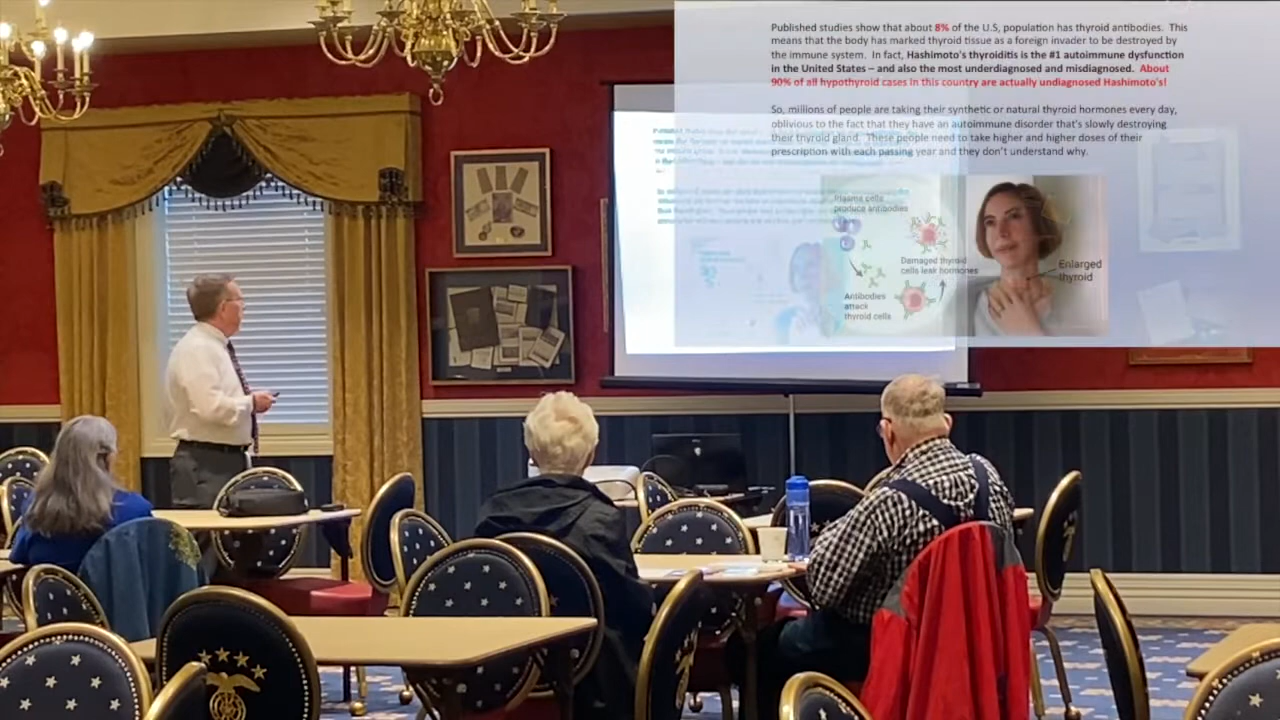 Published studies show that about 8% of the U.S, population has thyroid antibodies. This
means that the body has marked thyroid tissue as a foreign invader to be destroyed by
the immune system. In fact, Hashimoto's thyroiditis is the #1 autoimmune dysfunction
in the United States – and also the most underdiagnosed and misdiagnosed. About
90% of all hypothyroid cases in this country are actually undiagnosed Hashimoto's!
So, millions of people are taking their synthetic or natural thyroid hormones every day,
oblivious to the fact that they have an autoimmune disorder that's slowly destroying
their thyroid gland. These people need to take higher and higher doses of their
prescription with each passing year and they don't understand why.
Plasma cells
produce antibodies
Damaged thyroid
cells leak hormones
Antibodies
attack
thyroid cells
Enlarged
thyroid